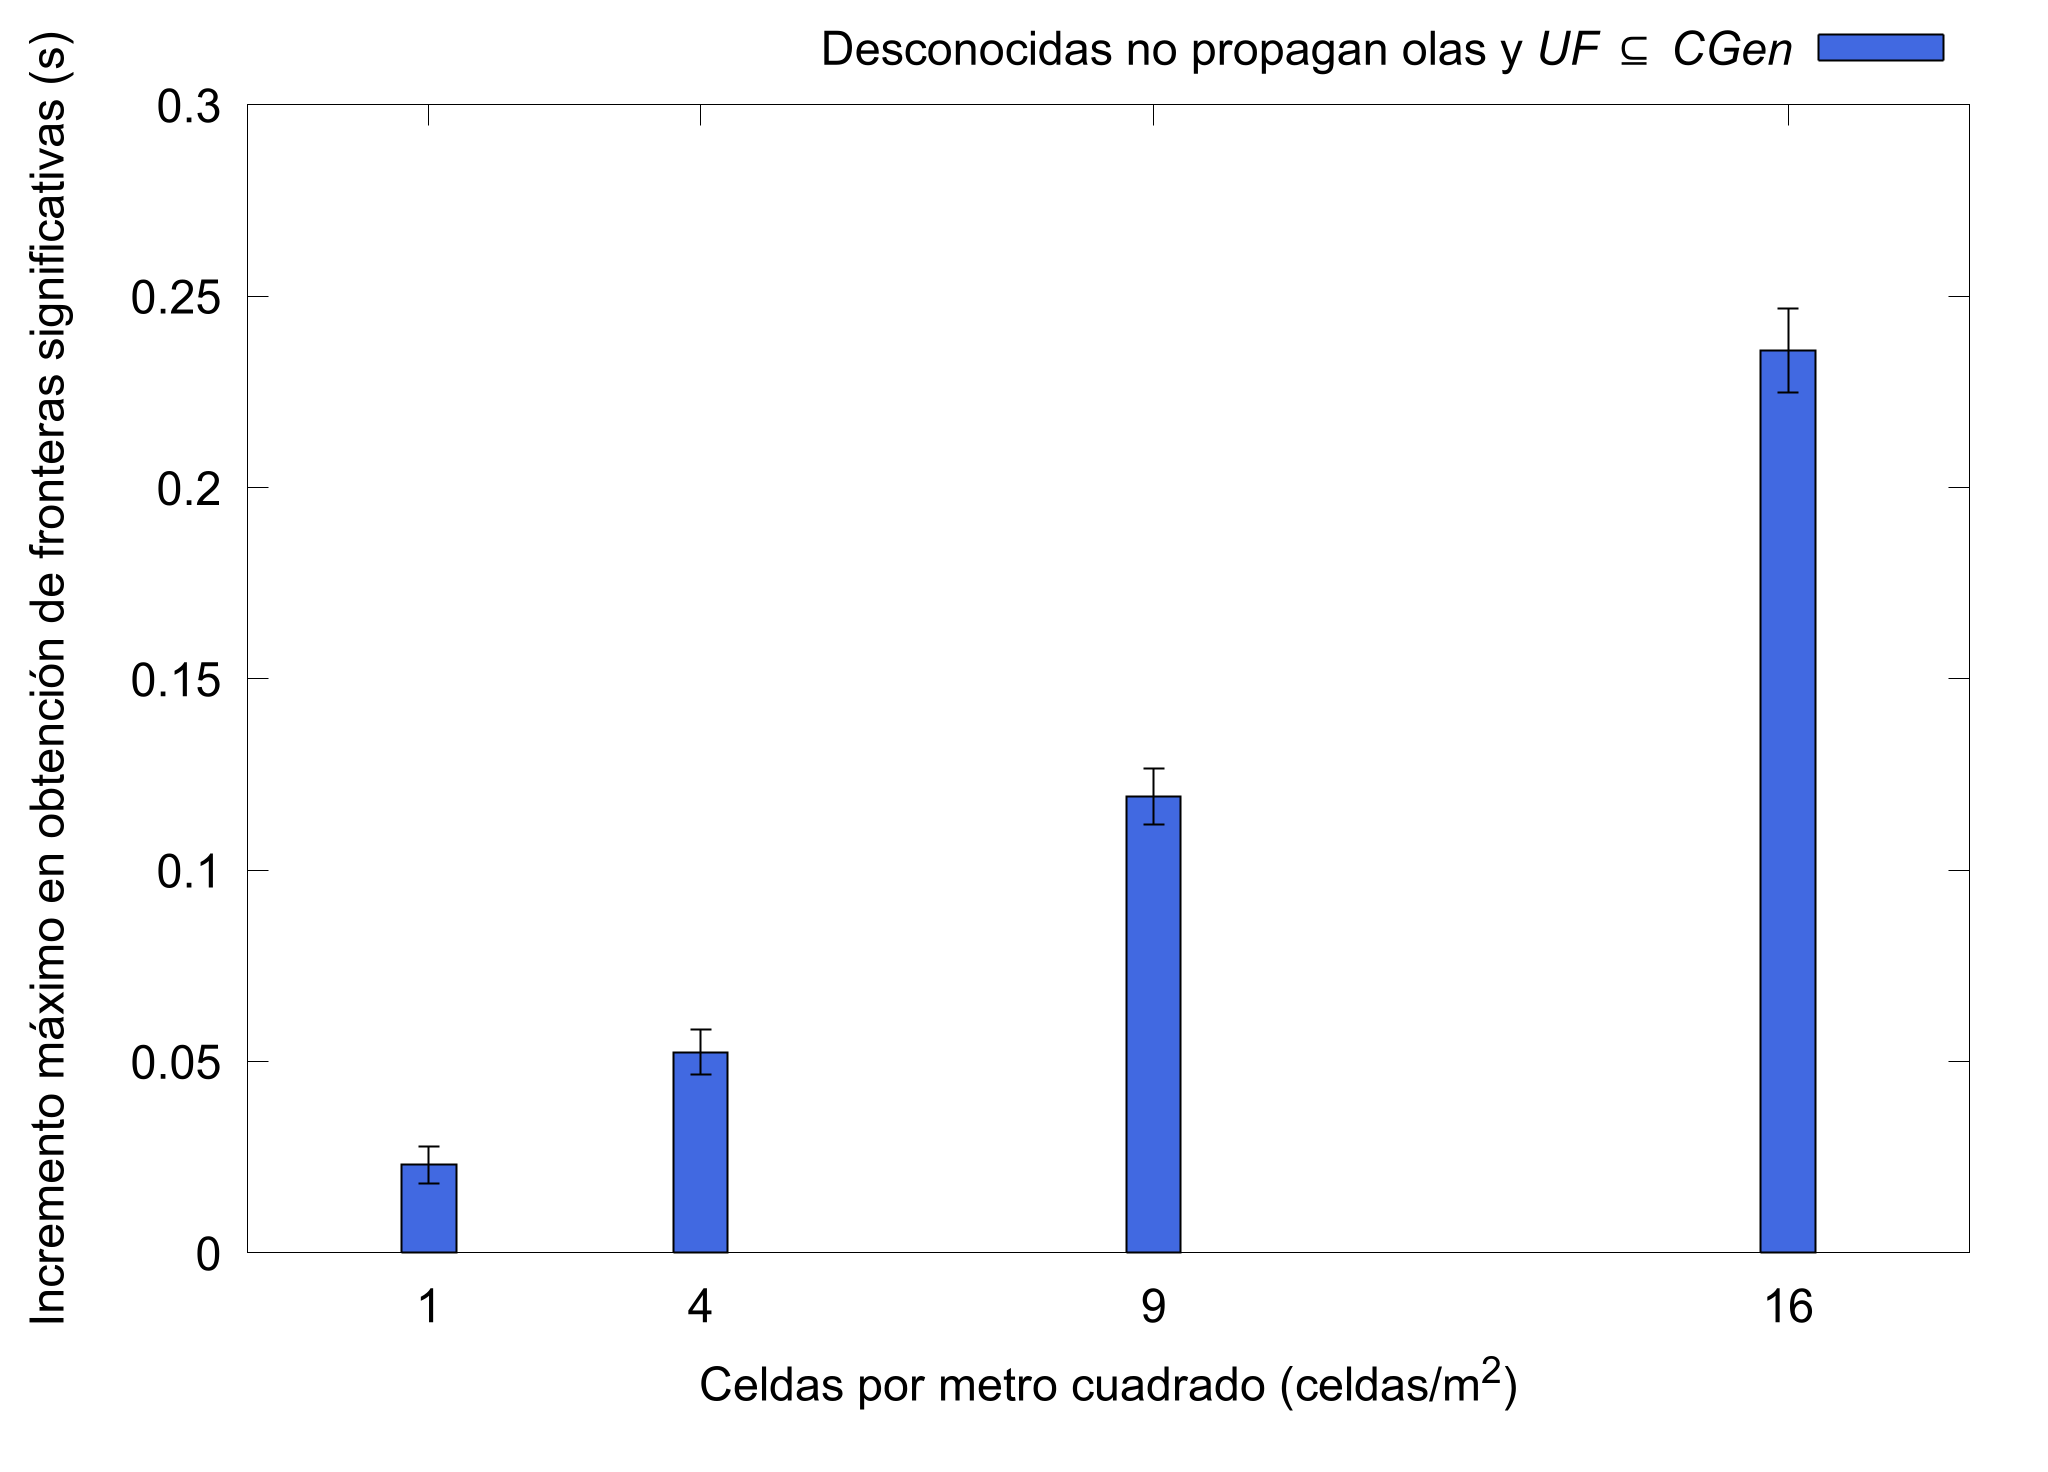 Desconocidas no propagan olas y UF ⊆ CGen
Incremento máximo en obtención de fronteras significativas (s)
0.3
0.25
0.2
0.15
0.1
0.05
0
1 4 9 16
Celdas por metro cuadrado (celdas/m²)